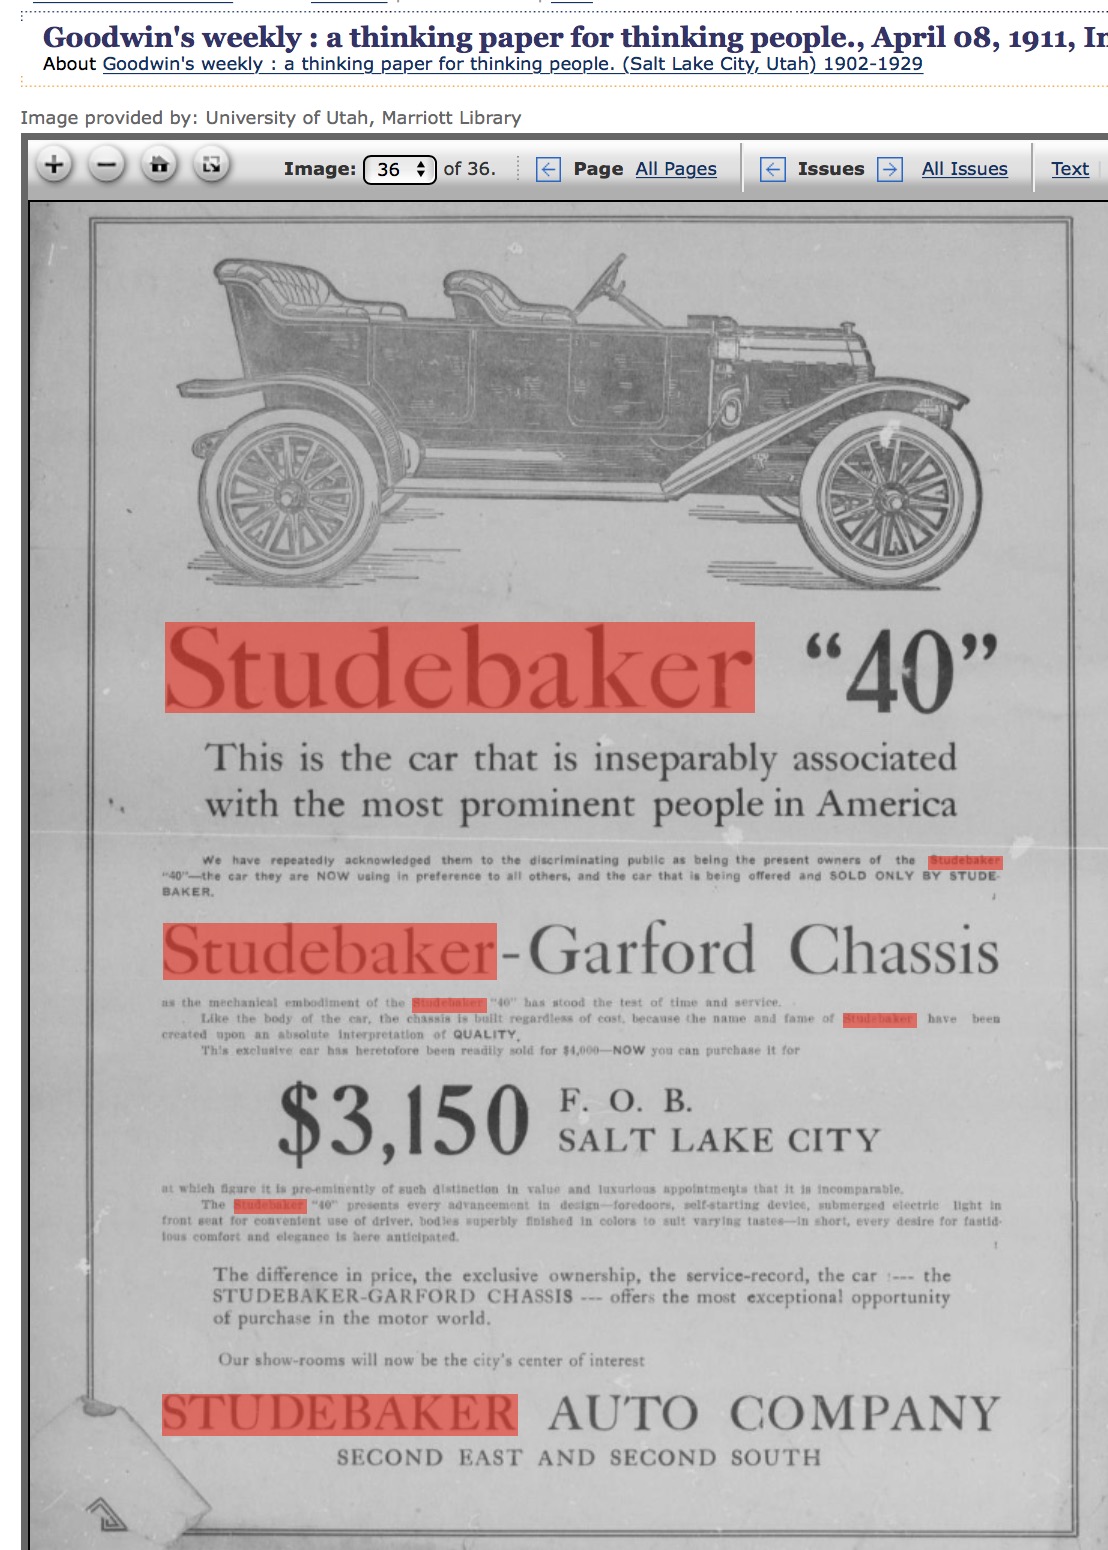 Goodwin's weekly : a thinking paper for thinking people., April 08, 1911, In
About Goodwin's weekly : a thinking paper for thinking people. (Salt Lake City, Utah) 1902-1929
Image provided by: University of Utah, Marriott Library
Image: 36 of 36. Page All Pages Issues All Issues Text
Studebaker "40"
This is the car that is inseparably associated
with the most prominent people in America
We have repeatedly acknowledged them to the discriminating public as being the present owners of the Studebaker
"40"—the car they are NOW using in preference to all others, and the car that is being offered and SOLD ONLY BY STUDE-
BAKER.
Studebaker-Garford Chassis
as the mechanical embodiment of the Studebaker "40" has stood the test of time and service.
Like the body of the car, the chassis is built regardless of cost, because the name and fame of Studebaker have been
created upon an absolute interpretation of QUALITY.
This exclusive car has heretofore been readily sold for $4,000—NOW you can purchase it for
$3,150 F. O. B.
SALT LAKE CITY
at which figure it is pre-eminently of such distinction in value and luxurious appointments that it is incomparable.
The Studebaker "40" presents every advancement in design—foredoors, self-starting device, submerged electric light in
front seat for convenient use of driver, bodies superbly finished in colors to suit varying tastes—in short, every desire for fastid-
ious comfort and elegance is here anticipated.
The difference in price, the exclusive ownership, the service-record, the car :--- the
STUDEBAKER-GARFORD CHASSIS --- offers the most exceptional opportunity
of purchase in the motor world.
Our show-rooms will now be the city's center of interest
STUDEBAKER AUTO COMPANY
SECOND EAST AND SECOND SOUTH